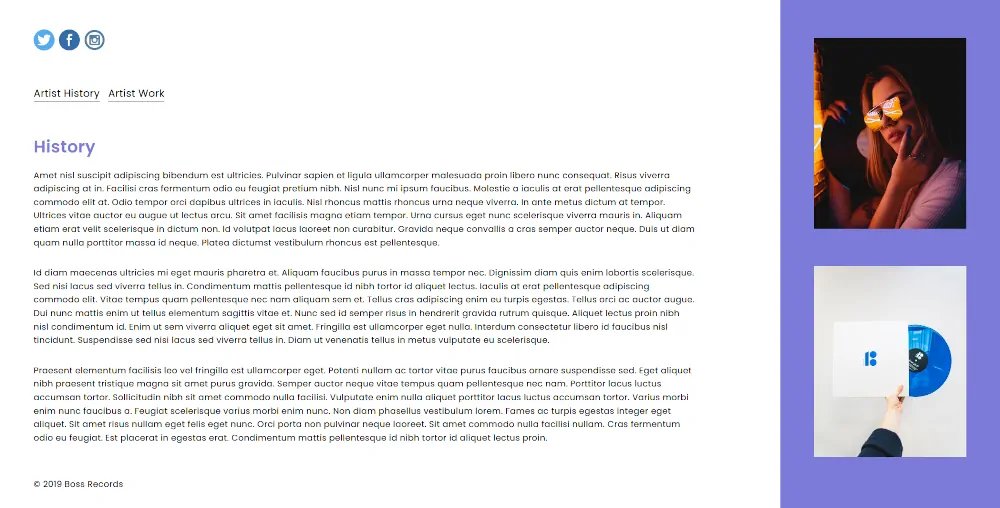 Artist History Artist Work
History
Amet nisl suscipit adipiscing bibendum est ultricies. Pulvinar sapien et ligula ullamcorper malesuada proin libero nunc consequat. Risus viverra
adipiscing at in. Facilisi cras fermentum odio eu feugiat pretium nibh. Nisl nunc mi ipsum faucibus. Molestie a iaculis at erat pellentesque adipiscing
commodo elit at. Odio tempor orci dapibus ultrices in iaculis. Nisi rhoncus mattis rhoncus urna neque viverra. In ante metus dictum at tempor.
Ultrices vitae auctor eu augue ut lectus arcu. Sit amet facilisis magna etiam tempor. Urna cursus eget nunc scelerisque viverra mauris in. Aliquam
etiam erat velit scelerisque in dictum non. Id volutpat lacus laoreet non curabitur. Gravida neque convallis a cras semper auctor neque. Duis ut diam
quam nulla porttitor massa id neque. Platea dictumst vestibulum rhoncus est pellentesque.
Id diam maecenas ultricies mi eget mauris pharetra et. Aliquam faucibus purus in massa tempor nec. Dignissim diam quis enim lobortis scelerisque.
Sed nisi lacus sed viverra tellus in. Condimentum mattis pellentesque id nibh tortor id aliquet lectus. Iaculis at erat pellentesque adipiscing
commodo elit. Vitae tempus quam pellentesque nec nam aliquam sem et. Tellus cras adipiscing enim eu turpis egestas. Tellus orci ac auctor augue.
Dui nunc mattis enim ut tellus elementum sagittis vitae et. Nunc sed id semper risus in hendrerit gravida rutrum quisque. Aliquet lectus proin nibh
nisl condimentum id. Enim ut sem viverra aliquet eget sit amet. Fringilla est ullamcorper eget nulla. Interdum consectetur libero id faucibus nisl
tincidunt. Suspendisse sed nisi lacus sed viverra tellus in. Diam ut venenatis tellus in metus vulputate eu scelerisque.
Praesent elementum facilisis leo vel fringilla est ullamcorper eget. Potenti nullam ac tortor vitae purus faucibus ornare suspendisse sed. Eget aliquet
nibh praesent tristique magna sit amet purus gravida. Semper auctor neque vitae tempus quam pellentesque nec nam. Porttitor lacus luctus
accumsan tortor. Sollicitudin nibh sit amet commodo nulla facilisi. Vulputate enim nulla aliquet porttitor lacus luctus accumsan tortor. Varius morbi
enim nunc faucibus a. Feugiat scelerisque varius morbi enim nunc. Non diam phasellus vestibulum lorem. Fames ac turpis egestas integer eget
aliquet. Sit amet risus nullam eget felis eget nunc. Orci porta non pulvinar neque laoreet. Sit amet commodo nulla facilisi nullam. Cras fermentum
odio eu feugiat. Est placerat in egestas erat. Condimentum mattis pellentesque id nibh tortor id aliquet lectus proin.
© 2019 Boss Records